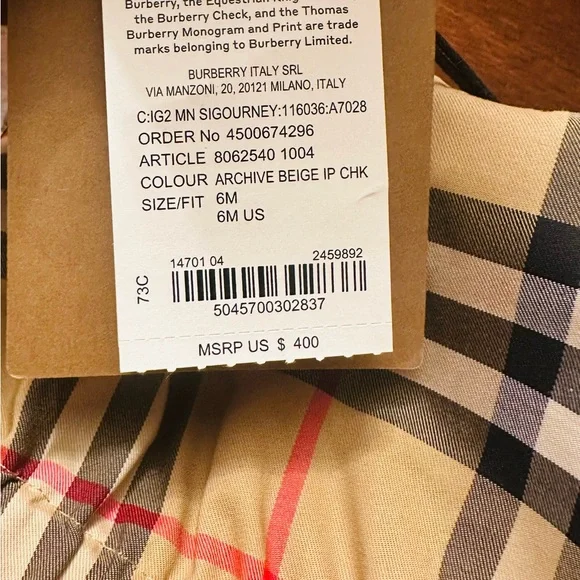 Burberry, the Equestrian
the Burberry Check, and the Thomas
Burberry Monogram and Print are trade
marks belonging to Burberry Limited.
BURBERRY ITALY SRL
VIA MANZONI, 20, 20121 MILANO, ITALY
C:IG2 MN SIGOURNEY:116036:A7028
ORDER No 4500674296
ARTICLE 8062540 1004
COLOUR ARCHIVE BEIGE IP CHK
SIZE/FIT 6M
6M US
73C
14701 04 2459892
5045700302837
MSRP US $ 400